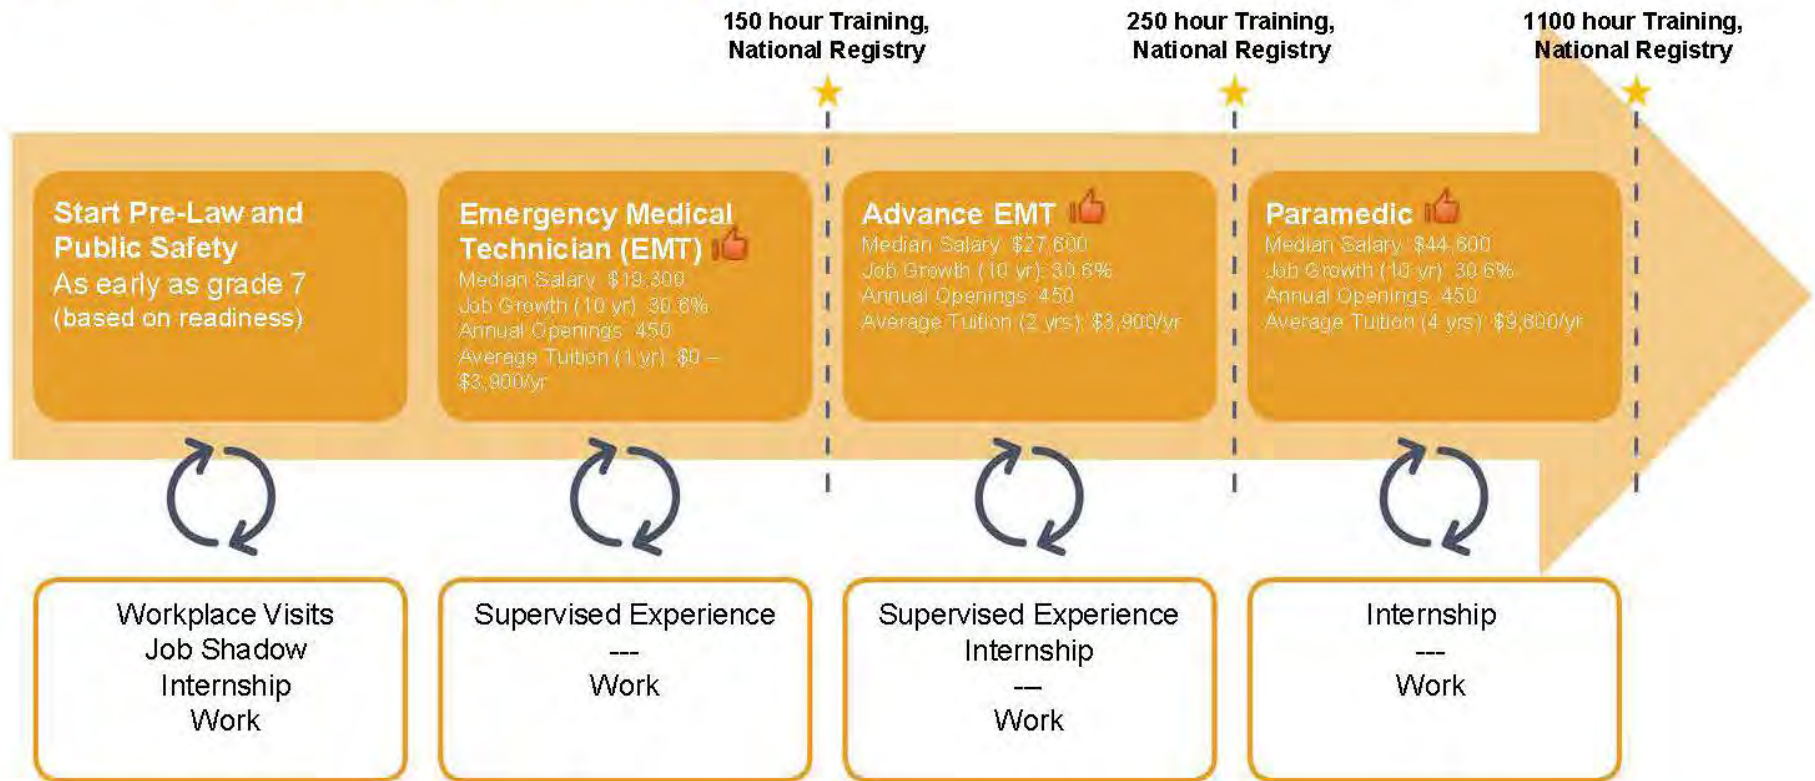 150 hour Training,
National Registry
250 hour Training,
National Registry
1100 hour Training,
National Registry
Start Pre-Law and
Public Safety
As early as grade 7
(based on readiness)
Emergency Medical
Technician (EMT)
Median Salary: $19,300
Job Growth (10 yr): 30.6%
Annual Openings: 450
Average Tuition (1 yr): $0 –
$3,900/yr
Advance EMT
Median Salary: $27,600
Job Growth (10 yr): 30.6%
Annual Openings: 450
Average Tuition (2 yrs): $3,900/yr
Paramedic
Median Salary: $44,600
Job Growth (10 yr): 30.6%
Annual Openings: 450
Average Tuition (4 yrs): $9,600/yr
Workplace Visits
Job Shadow
Internship
Work
Supervised Experience
---
Work
Supervised Experience
Internship
---
Work
Internship
---
Work